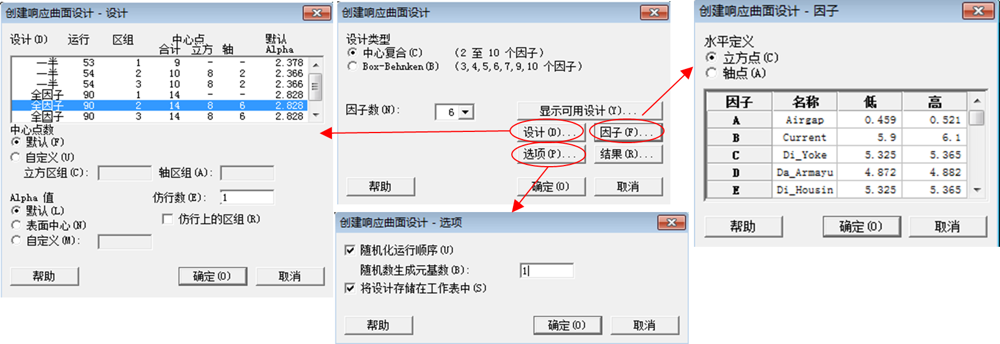 创建响应曲面设计 - 设计
设计(D) 运行 区组 中心点 默认
合计 立方 轴 Alpha
一半 53 1 9 - - 2.378
一半 54 2 10 8 2 2.366
一半 54 3 10 8 2 2.366
全因子 90 1 14 - - 2.828
全因子 90 2 14 8 6 2.828
全因子 90 3 14 8 6 2.828
中心点数
默认(F)
自定义(U)
立方区组(C): 轴区组(A):
Alpha 值 仿行数(E): 1
默认(L)
表面中心(N) 仿行上的区组(R)
自定义(M):
帮助 确定(O) 取消
创建响应曲面设计
设计类型
中心复合(C) (2 至 10 个因子)
Box-Behnken(B) (3,4,5,6,7,9,10 个因子)
因子数(N): 6 显示可用设计(Y)...
设计(D)... 因子(F)...
选项(P)... 结果(R)...
帮助 确定(O) 取消
创建响应曲面设计 - 选项
随机化运行顺序(U)
随机数生成元基数(B): 1
将设计存储在工作表中(S)
帮助 确定(O) 取消
创建响应曲面设计 - 因子
水平定义
立方点(C)
轴点(A)
因子 名称 低 高
A Airgap 0.459 0.521
B Current 5.9 6.1
C Di_Yoke 5.325 5.365
D Da_Armayu 4.872 4.882
E Di_Housin 5.325 5.365
帮助 确定(O) 取消